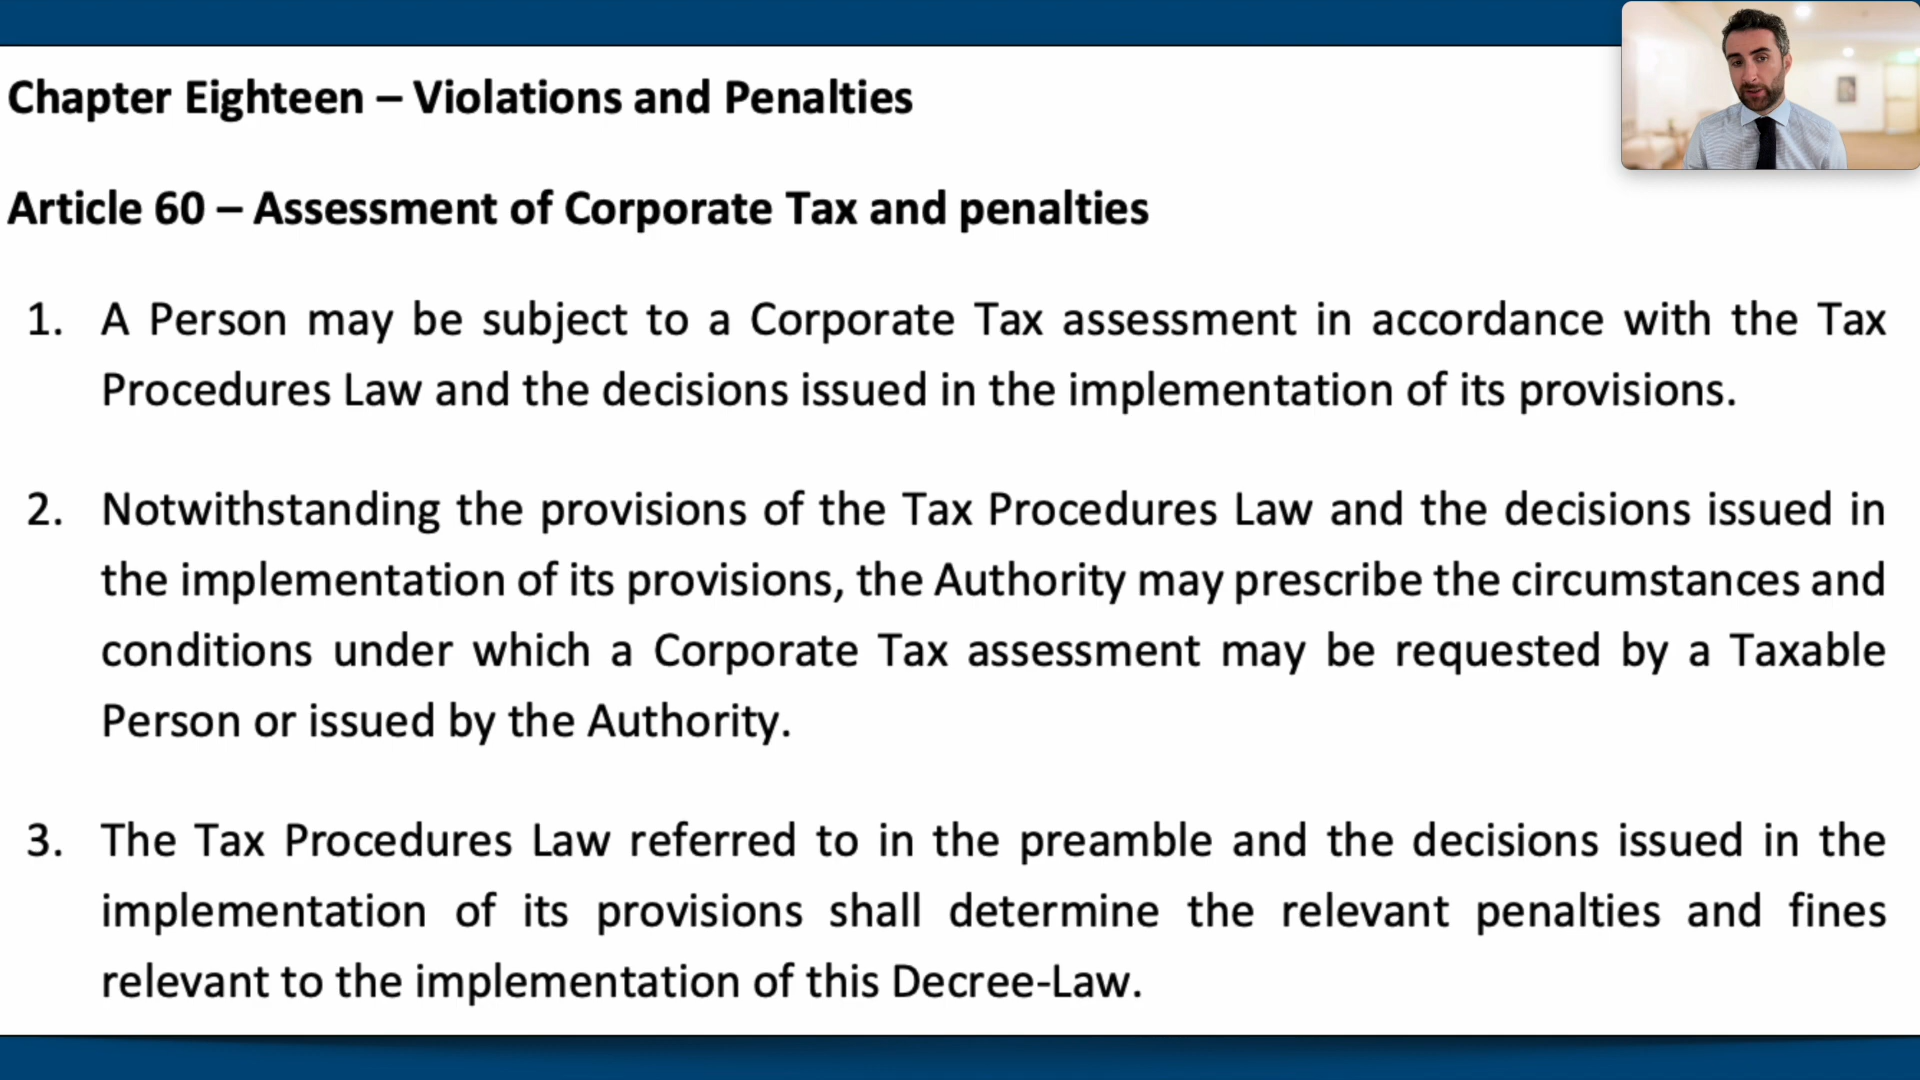 Chapter Eighteen – Violations and Penalties
Article 60 – Assessment of Corporate Tax and penalties
1. A Person may be subject to a Corporate Tax assessment in accordance with the Tax
Procedures Law and the decisions issued in the implementation of its provisions.
2. Notwithstanding the provisions of the Tax Procedures Law and the decisions issued in
the implementation of its provisions, the Authority may prescribe the circumstances and
conditions under which a Corporate Tax assessment may be requested by a Taxable
Person or issued by the Authority.
3. The Tax Procedures Law referred to in the preamble and the decisions issued in the
implementation of its provisions shall determine the relevant penalties and fines
relevant to the implementation of this Decree-Law.